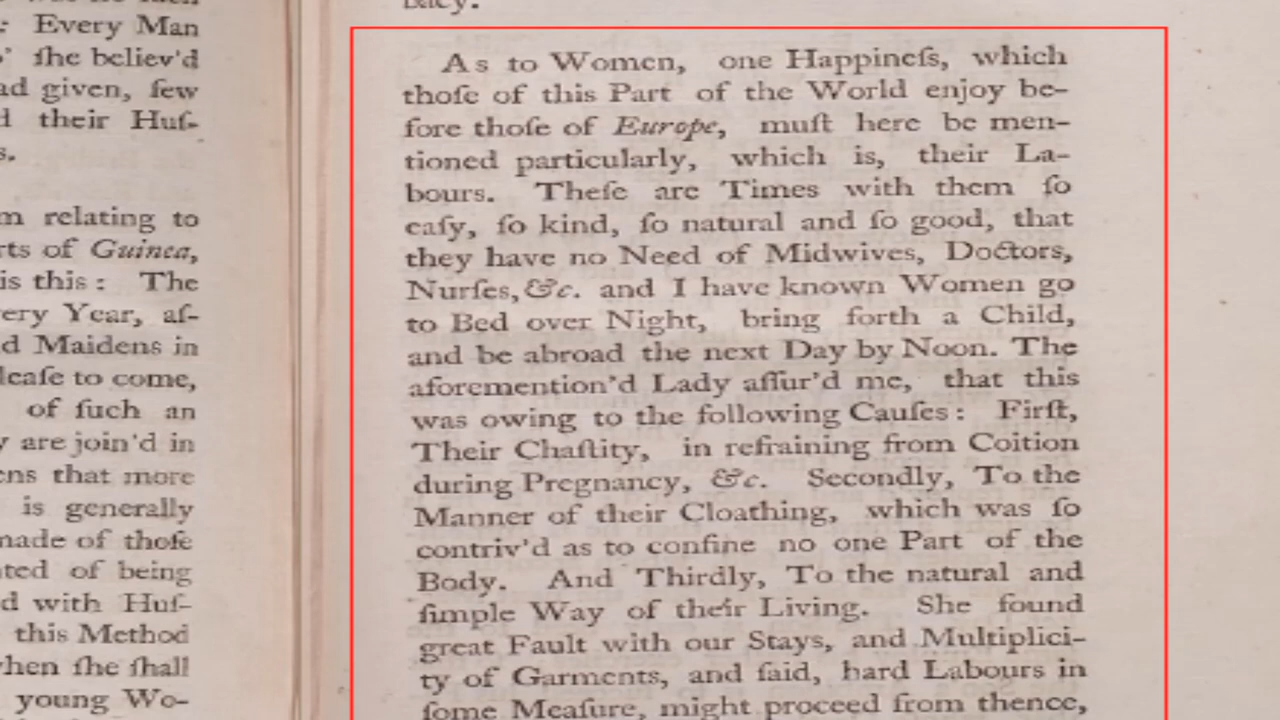 : Every Man
she believ'd
given, few
their Huſ-
relating to
of Guinea,
is this : The
Year, aſ-
Maidens in
to come,
of ſuch an
are join'd in
that more
is generally
of thoſe
of being
with Huſ-
this Method
ſhe ſhall
young Wo-
As to Women, one Happineſs, which
thoſe of this Part of the World enjoy be-
fore thoſe of Europe, muſt here be men-
tioned particularly, which is, their La-
bours. Theſe are Times with them ſo
eaſy, ſo kind, ſo natural and ſo good, that
they have no Need of Midwives, Doctors,
Nurſes, &c. and I have known Women go
to Bed over Night, bring forth a Child,
and be abroad the next Day by Noon. The
aforemention'd Lady aſſur'd me, that this
was owing to the following Cauſes : Firſt,
Their Chaſtity, in refraining from Coition
during Pregnancy, &c. Secondly, To the
Manner of their Cloathing, which was ſo
contriv'd as to confine no one Part of the
Body. And Thirdly, To the natural and
ſimple Way of their Living. She found
great Fault with our Stays, and Multiplici-
ty of Garments, and ſaid, hard Labours in
ſome Meaſure, might proceed from thence,